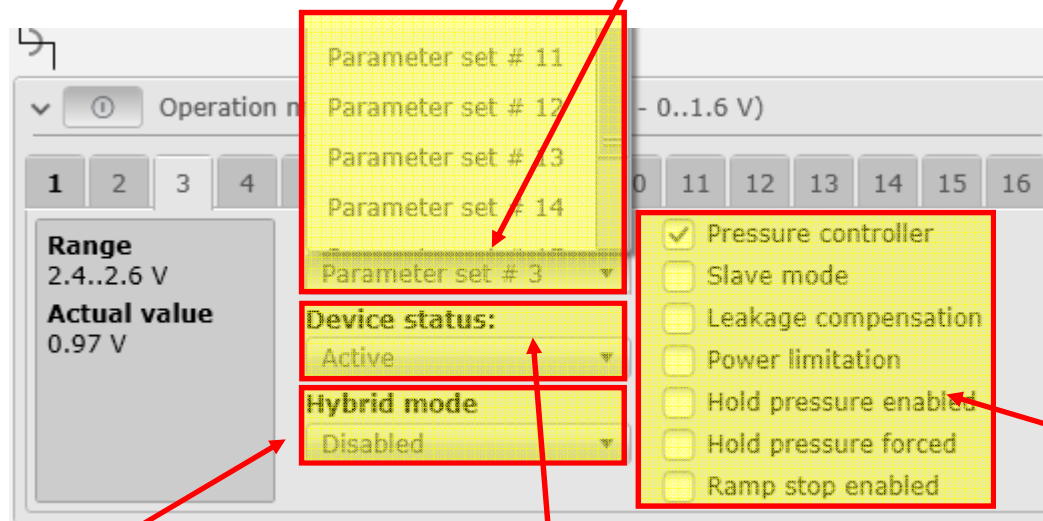 Parameter set # 11
Parameter set # 12
Parameter set # 13
Parameter set # 14
Operation - 0..1.6 V)
1 2 3 4 0 11 12 13 14 15 16
Range
2.4..2.6 V
Actual value
0.97 V
Parameter set # 3
Device status:
Active
Hybrid mode
Disabled
Pressure controller
Slave mode
Leakage compensation
Power limitation
Hold pressure enabled
Hold pressure forced
Ramp stop enabled